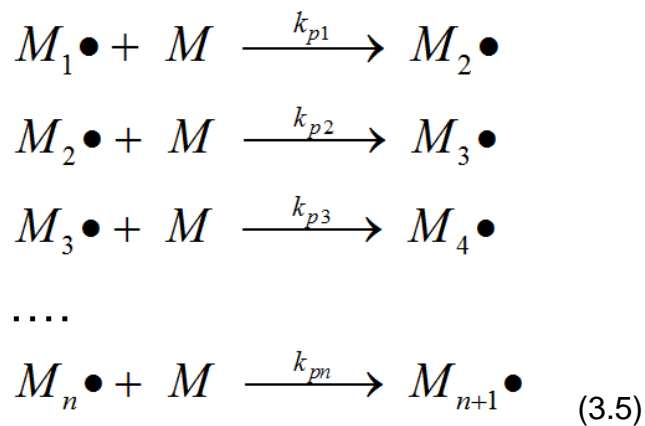 M₁● + M —kₚ₁→ M₂●
M₂● + M —kₚ₂→ M₃●
M₃● + M —kₚ₃→ M₄●
....
Mₙ● + M —kₚₙ→ Mₙ₊₁● (3.5)